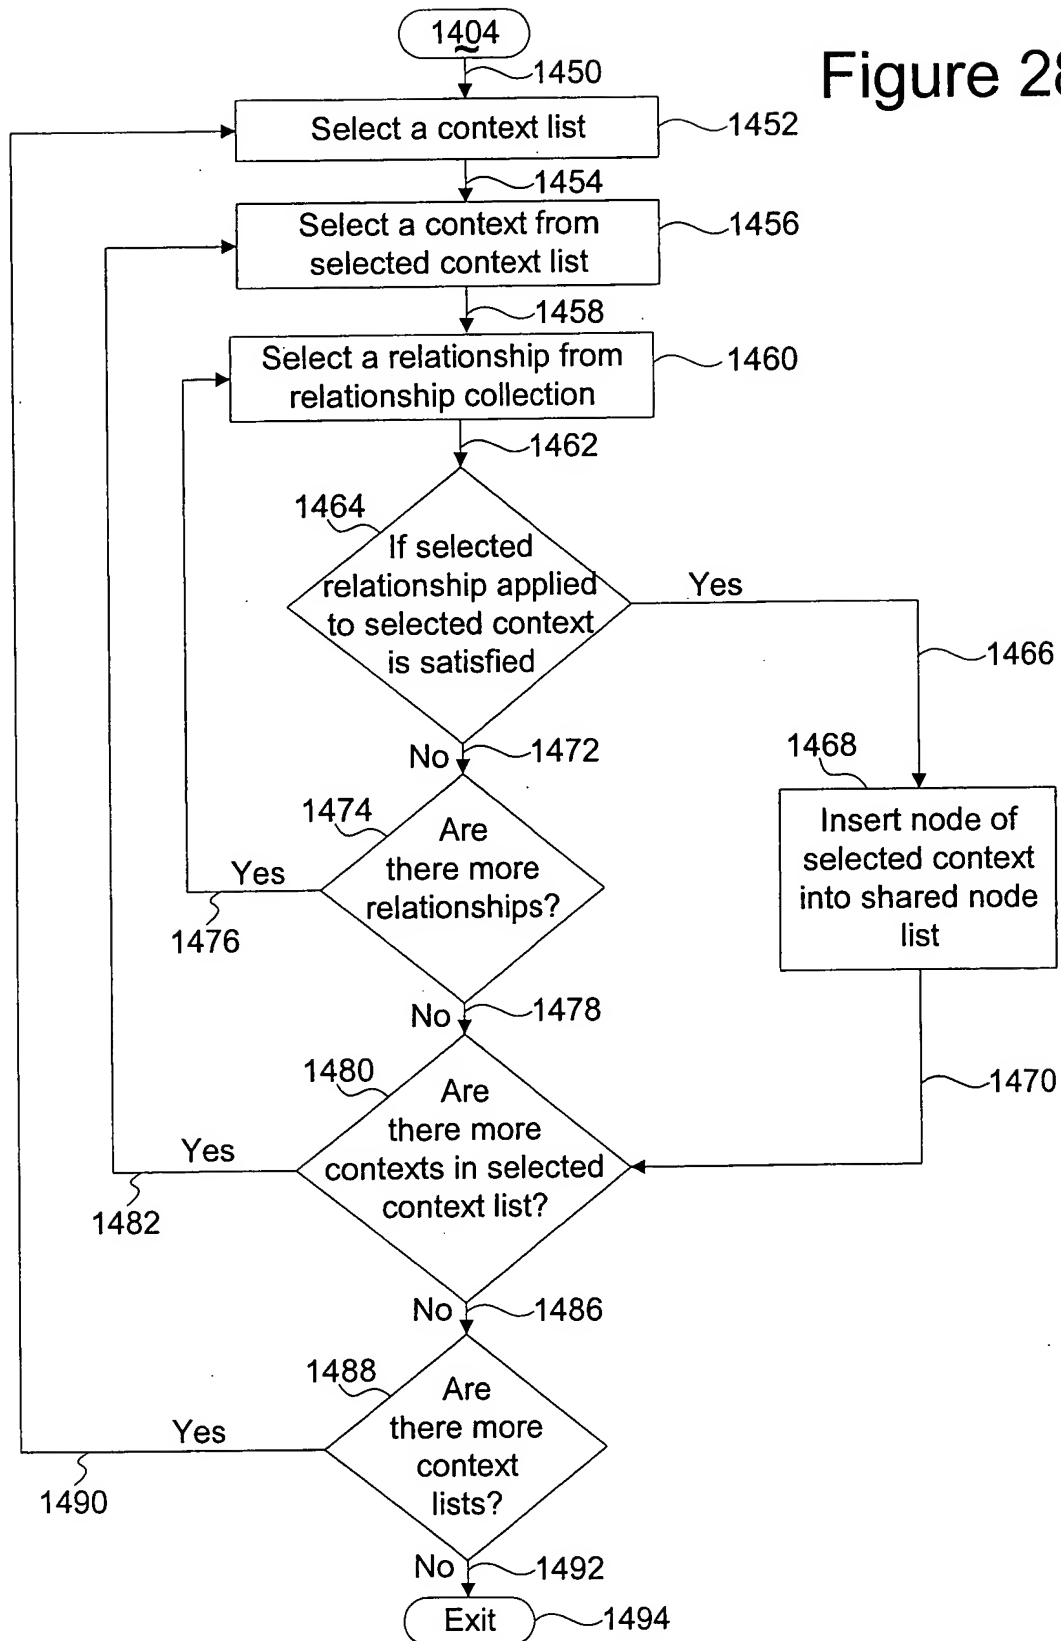 1404
1450
Figure 28
Select a context list
1452
1454
Select a context from
selected context list
1456
1458
Select a relationship from
relationship collection
1460
1462
1464
If selected
relationship applied
to selected context
is satisfied
Yes
1466
No
1472
1468
Insert node of
selected context
into shared node
list
1474
Are
there more
relationships?
Yes
1476
No
1478
1470
1480
Are
there more
contexts in selected
context list?
Yes
1482
No
1486
1488
Are
there more
context
lists?
Yes
1490
No
1492
Exit
1494